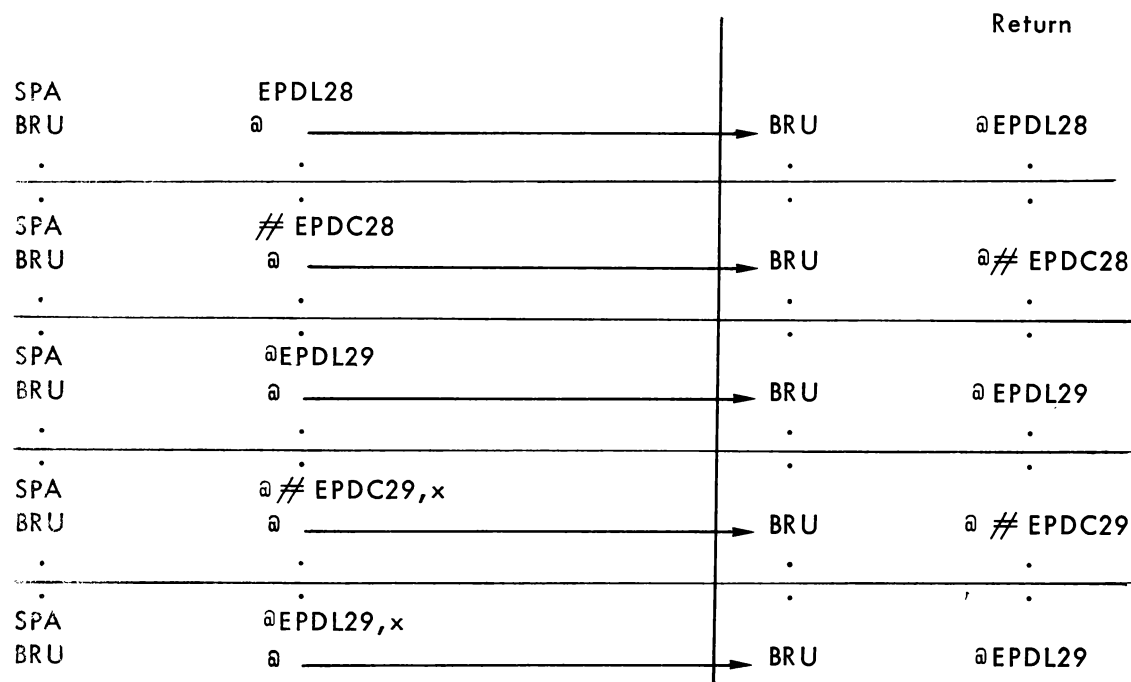 Return
SPA EPDL28
BRU @ BRU @EPDL28
. . . .
. . . .
SPA # EPDC28
BRU @ BRU @# EPDC28
. . . .
. . . .
SPA @EPDL29
BRU @ BRU @EPDL29
. . . .
. . . .
SPA @# EPDC29,x
BRU @ BRU @ # EPDC29
. . . .
. . . .
SPA @EPDL29,x
BRU @ BRU @EPDL29